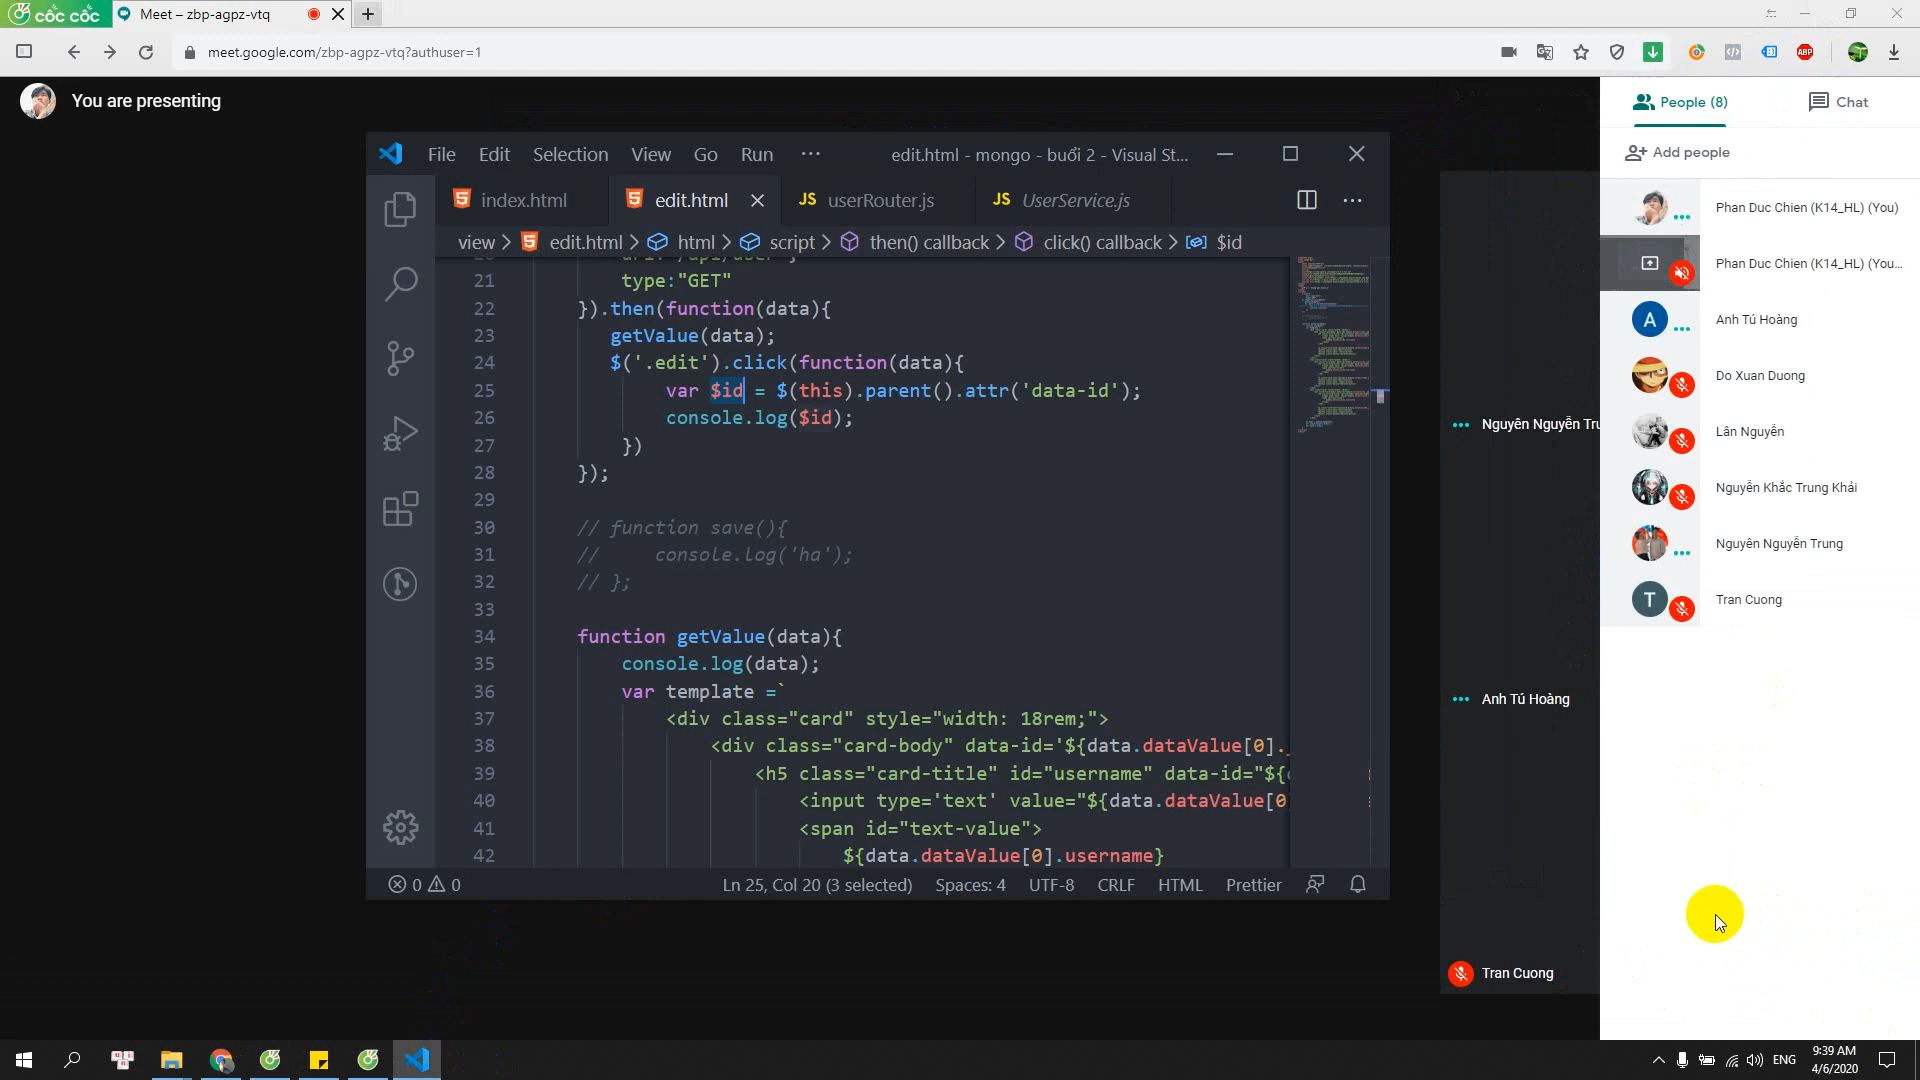 cốc cốc
Meet – zbp-agpz-vtq
meet.google.com/zbp-agpz-vtq?authuser=1
ABP
You are presenting
People (8)
Chat
Add people
Phan Duc Chien (K14_HL) (You)
Phan Duc Chien (K14_HL) (You...
A
Anh Tú Hoàng
Do Xuan Duong
Lân Nguyễn
Nguyễn Khắc Trung Khải
Nguyên Nguyễn Trung
T
Tran Cuong
File Edit Selection View Go Run ···
edit.html - mongo - buổi 2 - Visual St...
index.html
edit.html
JS userRouter.js
JS UserService.js
view > edit.html > html > script > then() callback > click() callback > $id
21 type:"GET"
22 }).then(function(data){
23 getValue(data);
24 $('.edit').click(function(data){
25 var $id = $(this).parent().attr('data-id');
26 console.log($id);
27 })
28 });
29
30 // function save(){
31 // console.log('ha');
32 // };
33
34 function getValue(data){
35 console.log(data);
36 var template =`
37 <div class="card" style="width: 18rem;">
38 <div class="card-body" data-id='${data.dataValue[0]._
39 <h5 class="card-title" id="username" data-id="${
40 <input type='text' value="${data.dataValue[0
41 <span id="text-value">
42 ${data.dataValue[0].username}
0 0
Ln 25, Col 20 (3 selected) Spaces: 4 UTF-8 CRLF HTML Prettier
Nguyên Nguyễn Tru
Anh Tú Hoàng
Tran Cuong
ENG
9:39 AM
4/6/2020